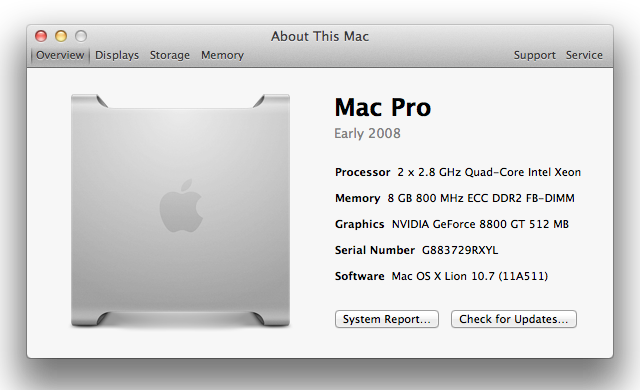 About This Mac
Overview Displays Storage Memory Support Service
Mac Pro
Early 2008
Processor 2 x 2.8 GHz Quad-Core Intel Xeon
Memory 8 GB 800 MHz ECC DDR2 FB-DIMM
Graphics NVIDIA GeForce 8800 GT 512 MB
Serial Number G883729RXYL
Software Mac OS X Lion 10.7 (11A511)
System Report... Check for Updates...